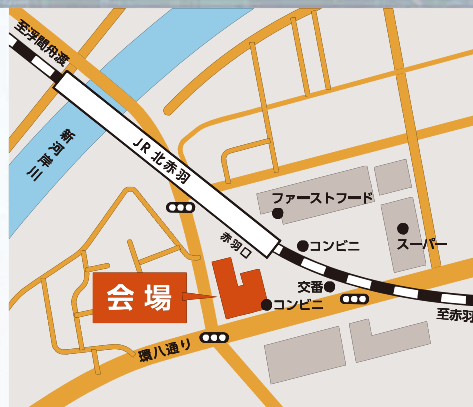 至浮間舟渡
新河岸川
JR北赤羽
ファーストフード
赤羽口
コンビニ
スーパー
交番
会場
コンビニ
至赤羽
環八通り